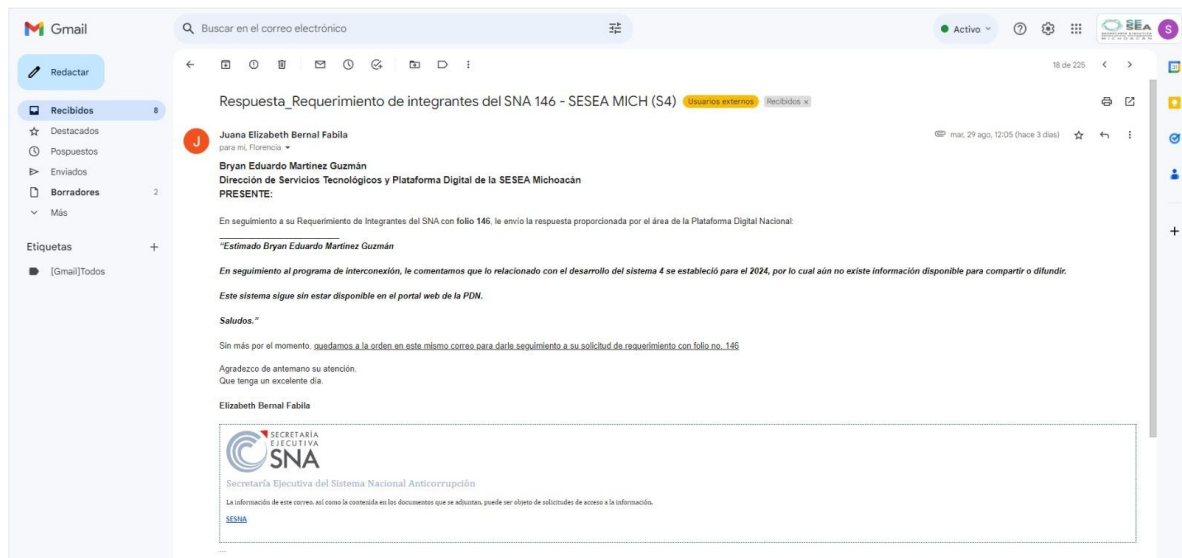 Gmail
Buscar en el correo electrónico
Activo
SESEA
S
Redactar
18 de 225
Recibidos 8
Destacados
Pospuestos
Enviados
Borradores 2
Más
Etiquetas
[Gmail]Todos
Respuesta_Requerimiento de integrantes del SNA 146 - SESEA MICH (S4) Usuarios externos Recibidos x
J
Juana Elizabeth Bernal Fabila
mar, 29 ago, 12:05 (hace 3 días)
para mí, Florencia
Bryan Eduardo Martínez Guzmán
Dirección de Servicios Tecnológicos y Plataforma Digital de la SESEA Michoacán
PRESENTE:
En seguimiento a su Requerimiento de Integrantes del SNA con folio 146, le envío la respuesta proporcionada por el área de la Plataforma Digital Nacional:
"Estimado Bryan Eduardo Martínez Guzmán
En seguimiento al programa de interconexión, le comentamos que lo relacionado con el desarrollo del sistema 4 se estableció para el 2024, por lo cual aún no existe información disponible para compartir o difundir.
Este sistema sigue sin estar disponible en el portal web de la PDN.
Saludos."
Sin más por el momento, quedamos a la orden en este mismo correo para darle seguimiento a su solicitud de requerimiento con folio no. 146
Agradezco de antemano su atención.
Que tenga un excelente día.
Elizabeth Bernal Fabila
SECRETARÍA
EJECUTIVA
SNA
Secretaría Ejecutiva del Sistema Nacional Anticorrupción
La información de este correo, así como la contenida en los documentos que se adjuntan, puede ser objeto de solicitudes de acceso a la información.
SESNA